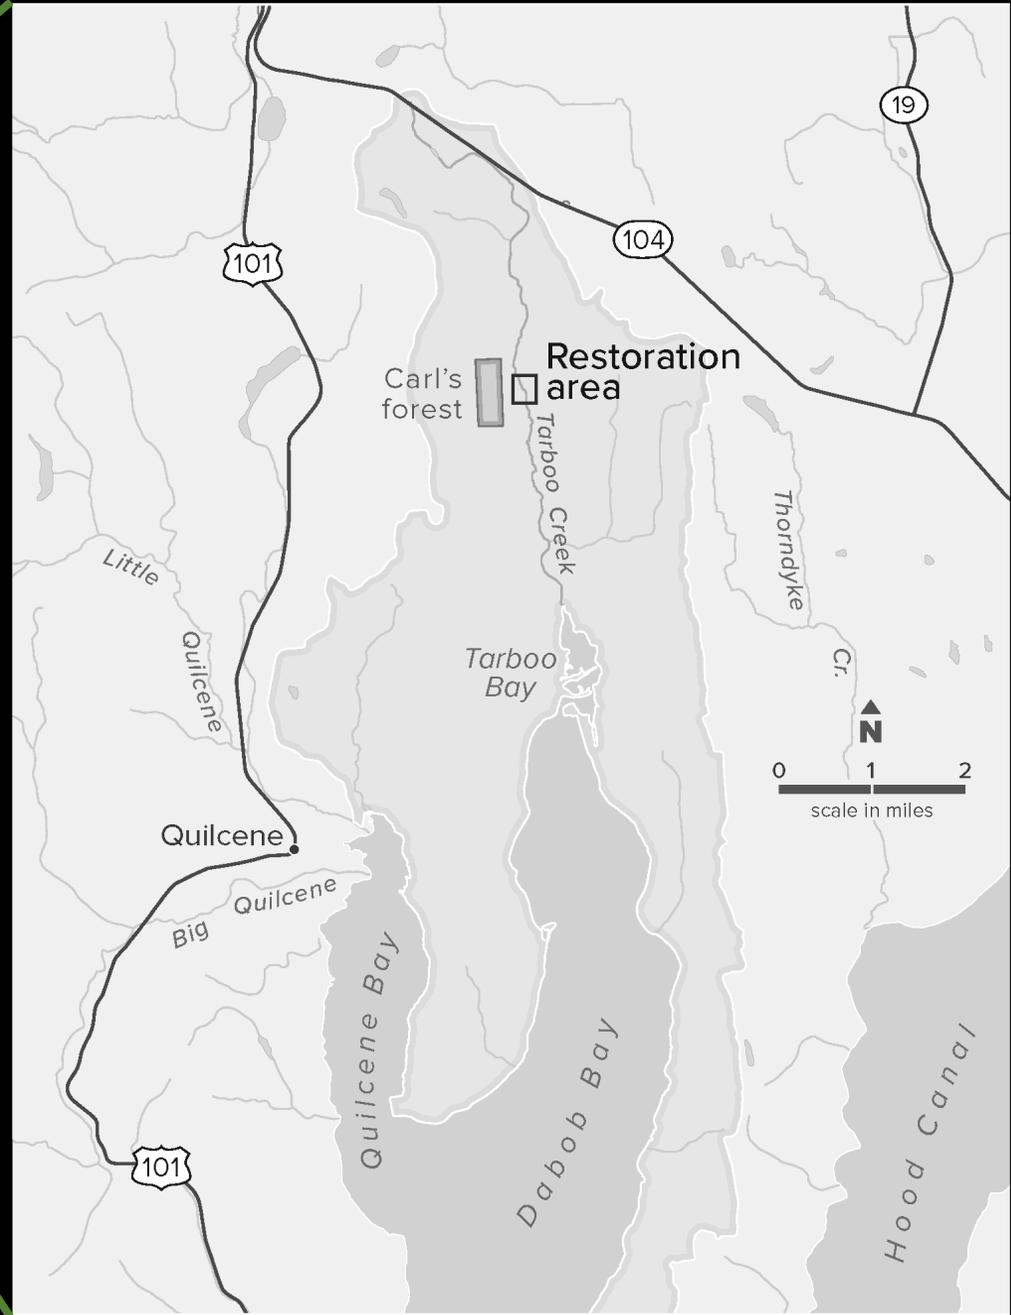 19
104
101
Restoration
area
Carl's
forest
Tarboo Creek
Thorndyke
Cr.
Little
Quilcene
Tarboo
Bay
N
0 1 2
scale in miles
Quilcene
Big Quilcene
Quilcene Bay
Dabob Bay
Hood Canal
101